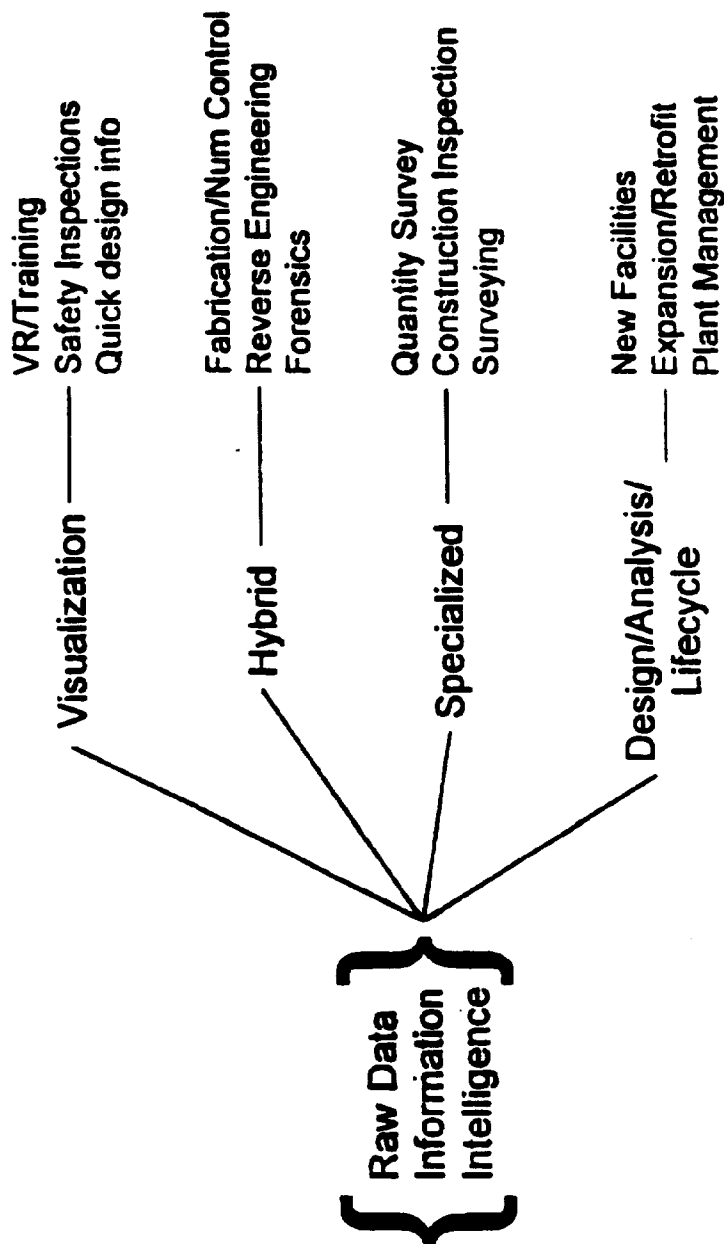 Raw Data
Information
Intelligence
Visualization
VR/Training
Safety Inspections
Quick design info
Hybrid
Fabrication/Num Control
Reverse Engineering
Forensics
Specialized
Quantity Survey
Construction Inspection
Surveying
Design/Analysis/
Lifecycle
New Facilities
Expansion/Retrofit
Plant Management